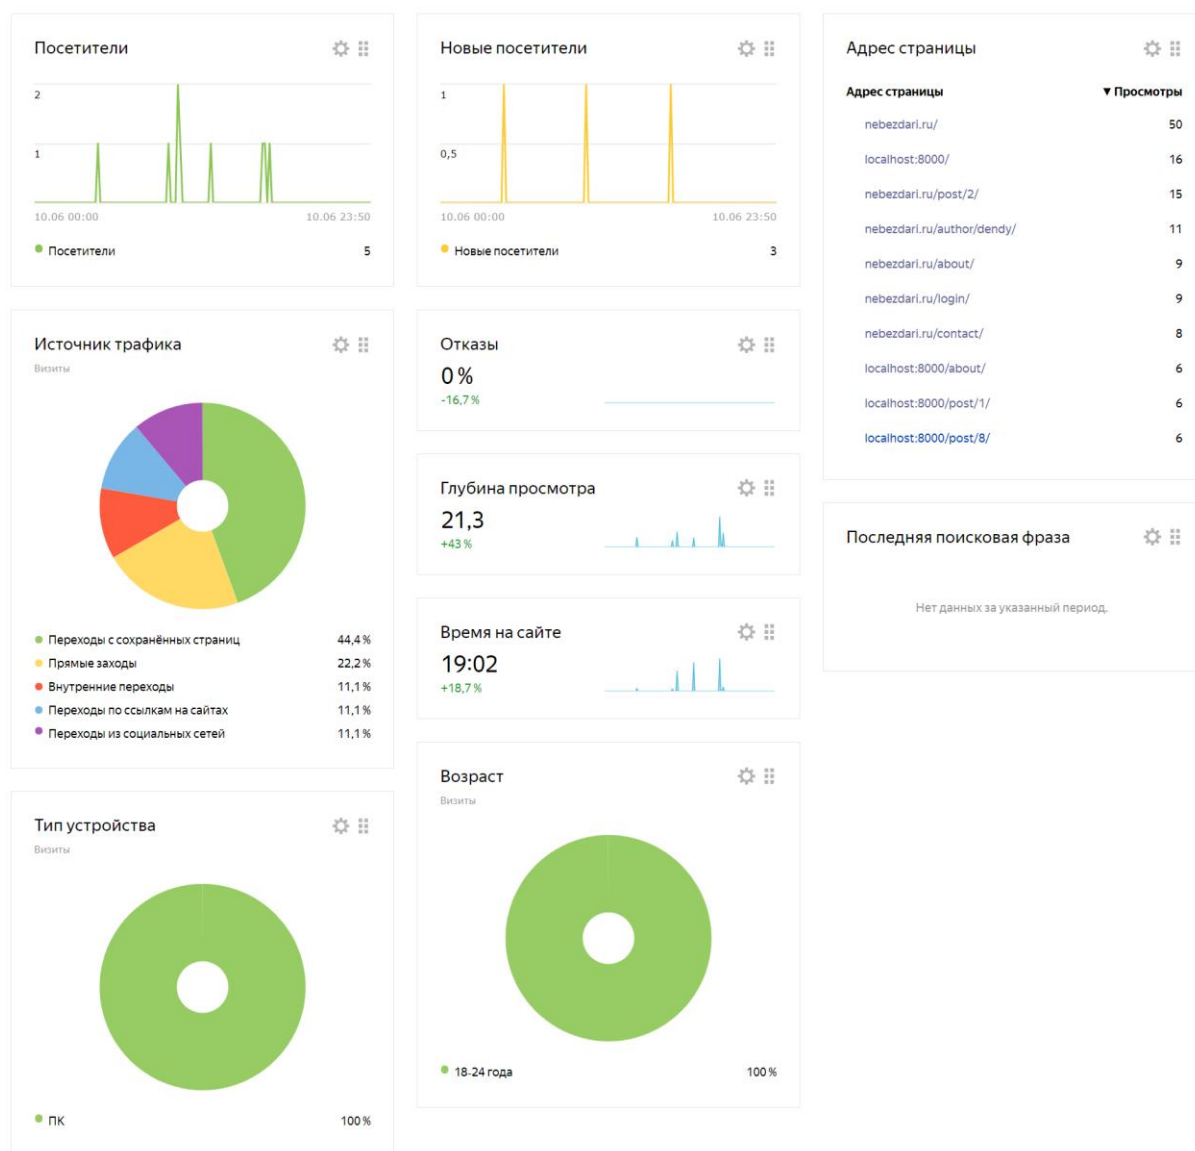 Посетители
2
1
10.06 00:00 10.06 23:50
Посетители 5
Источник трафика
Визиты
Переходы с сохранённых страниц 44,4 %
Прямые заходы 22,2 %
Внутренние переходы 11,1 %
Переходы по ссылкам на сайтах 11,1 %
Переходы из социальных сетей 11,1 %
Тип устройства
Визиты
ПК 100 %
Новые посетители
1
0,5
10.06 00:00 10.06 23:50
Новые посетители 3
Отказы
0 %
-16,7 %
Глубина просмотра
21,3
+43 %
Время на сайте
19:02
+18,7 %
Возраст
Визиты
18-24 года 100 %
Адрес страницы
Адрес страницы ▼ Просмотры
nebezdari.ru/ 50
localhost:8000/ 16
nebezdari.ru/post/2/ 15
nebezdari.ru/author/dendy/ 11
nebezdari.ru/about/ 9
nebezdari.ru/login/ 9
nebezdari.ru/contact/ 8
localhost:8000/about/ 6
localhost:8000/post/1/ 6
localhost:8000/post/8/ 6
Последняя поисковая фраза
Нет данных за указанный период.